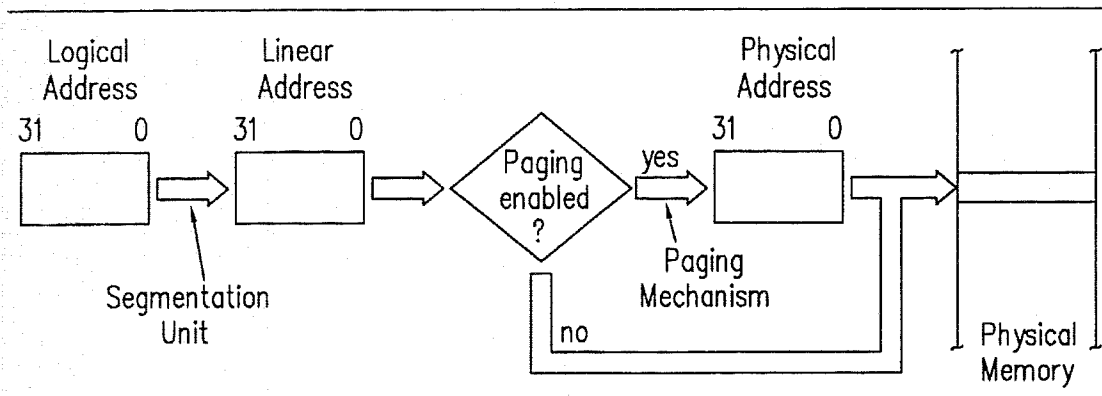 Logical
Address
31 0
Linear
Address
31 0
Paging
enabled
?
yes
Physical
Address
31 0
Segmentation
Unit
Paging
Mechanism
no
Physical
Memory